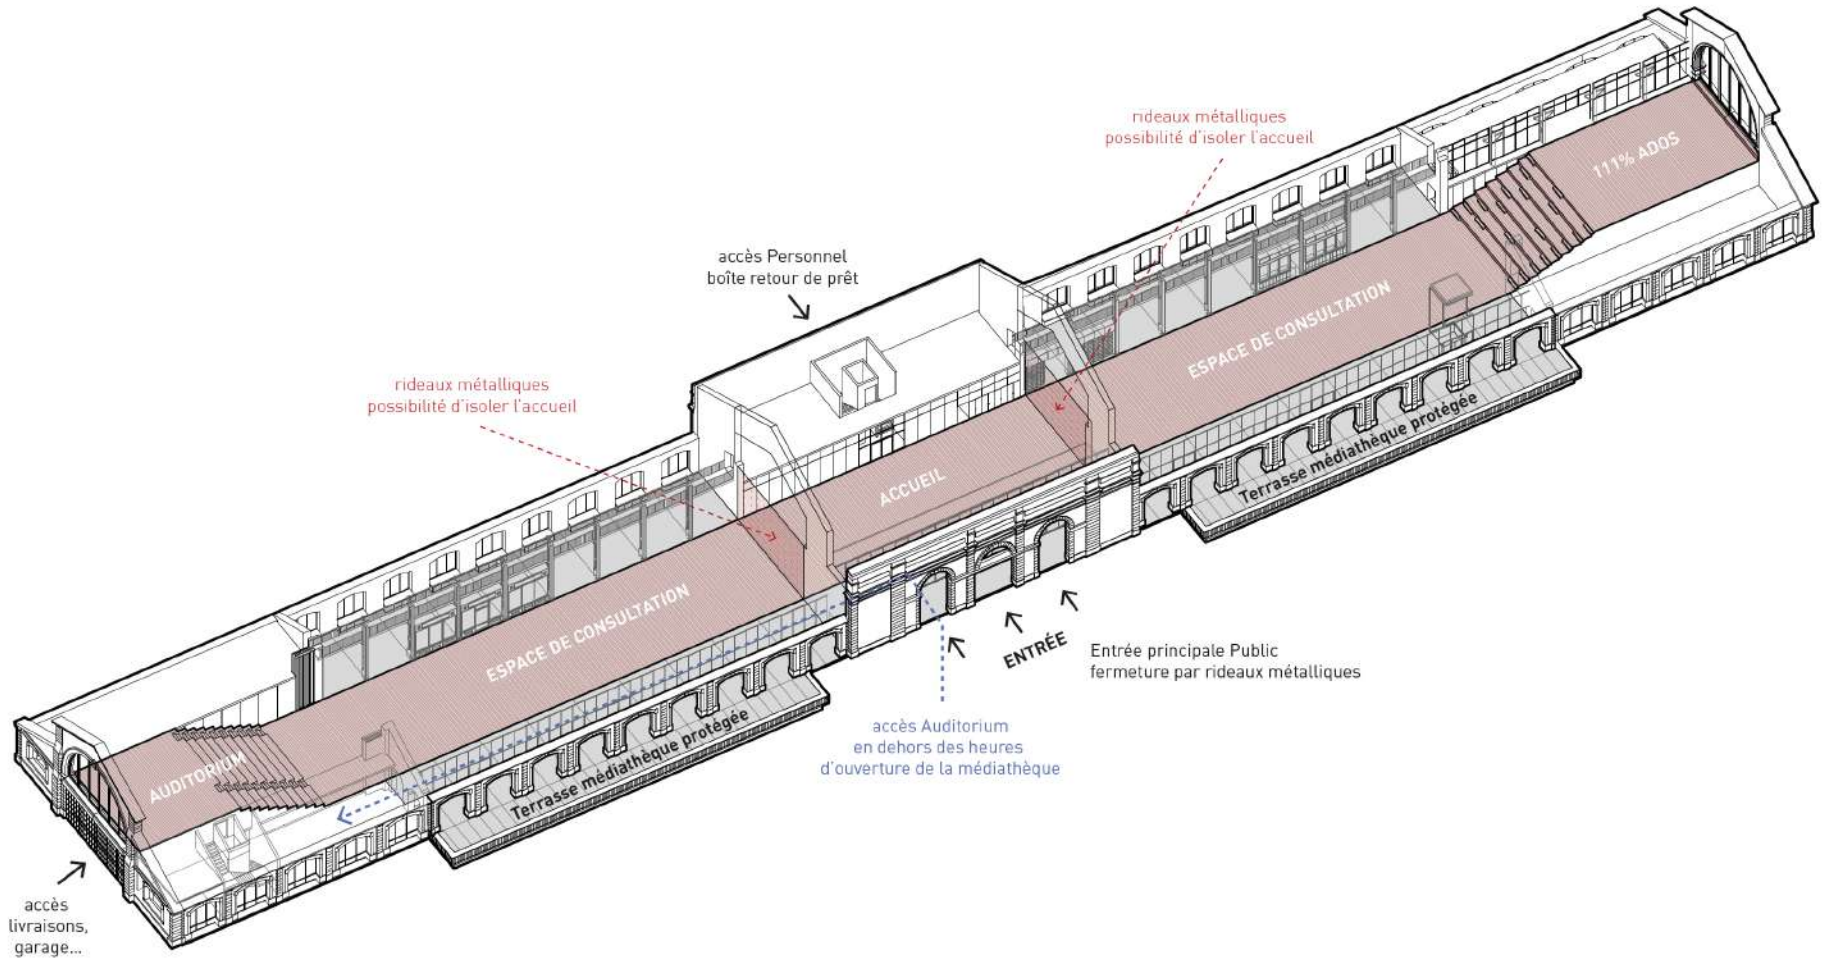 rideaux métalliques
possibilité d'isoler l'accueil
111% ADOS
accès Personnel
boîte retour de prêt
ESPACE DE CONSULTATION
rideaux métalliques
possibilité d'isoler l'accueil
Terrasse médiathèque protégée
ACCUEIL
ESPACE DE CONSULTATION
ENTRÉE
Entrée principale Public
fermeture par rideaux métalliques
accès Auditorium
en dehors des heures
d'ouverture de la médiathèque
Terrasse médiathèque protégée
AUDITORIUM
accès
livraisons,
garage...